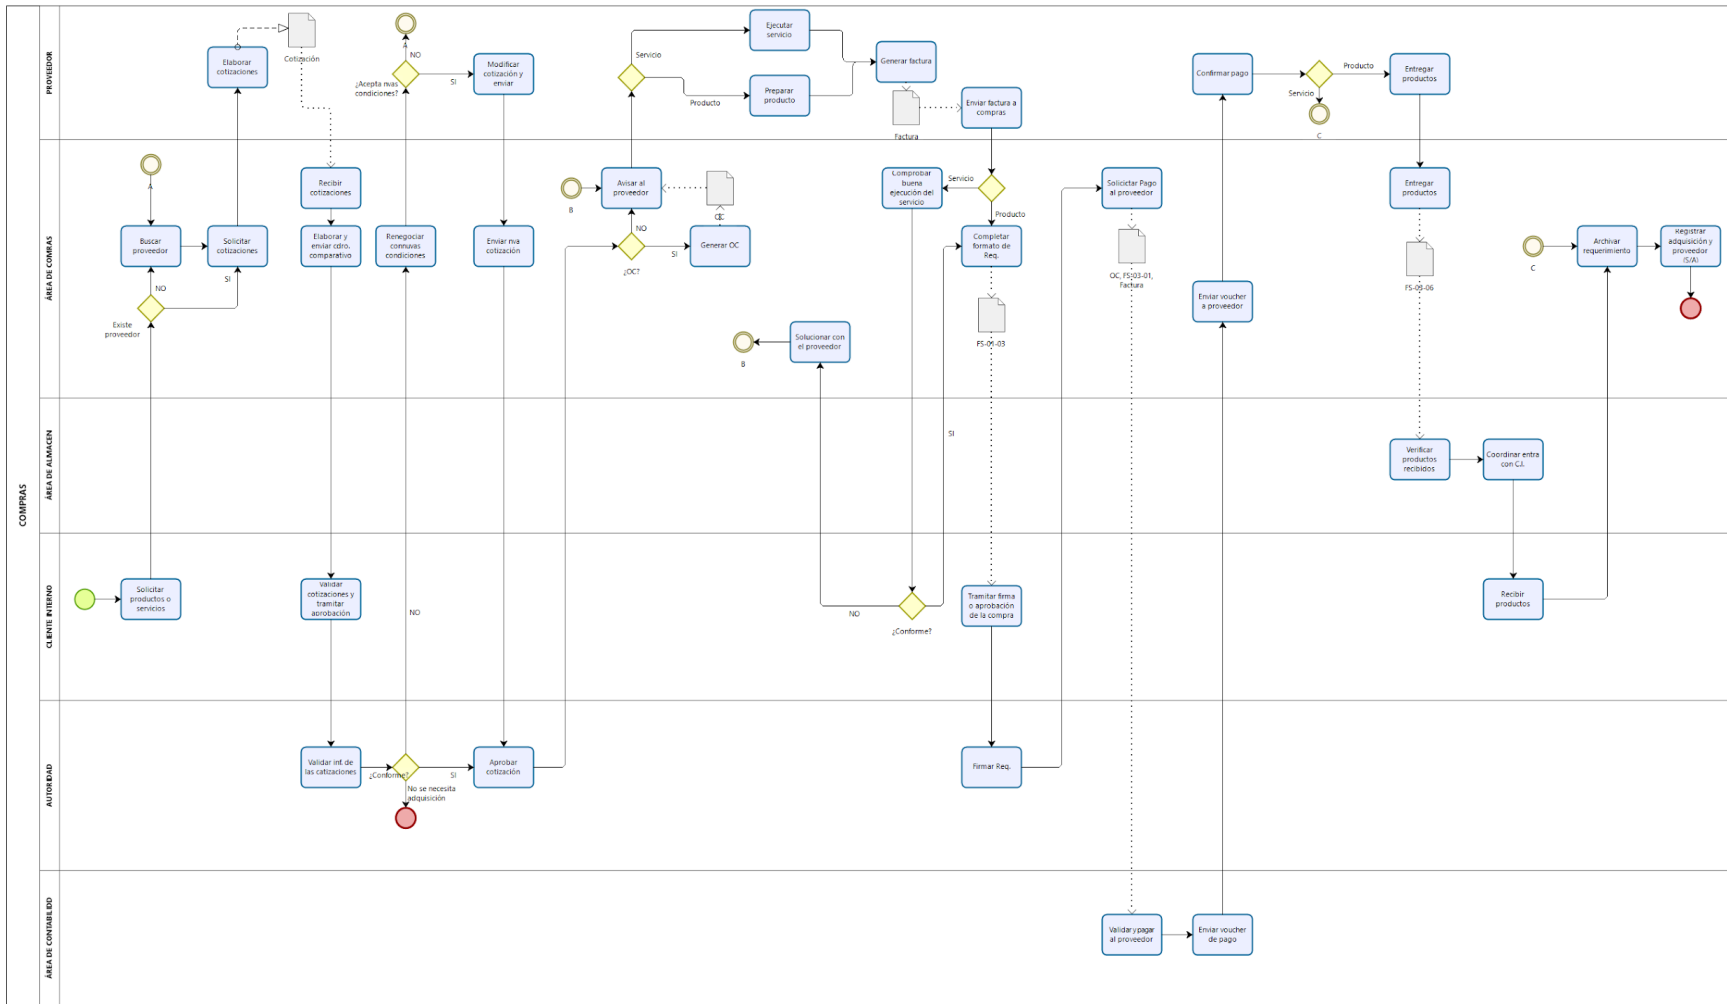 COMPRAS
PROVEEDOR
Elaborar
cotizaciones
Cotización
A
NO
¿Acepta nvas
condiciones?
SI
Modificar
cotización y
enviar
Servicio
Producto
Ejecutar
servicio
Preparar
producto
Generar factura
Factura
Enviar factura a
compras
Confirmar pago
Producto
Servicio
C
Entregar
productos
ÁREA DE COMRAS
A
Buscar
proveedor
Solicitar
cotizaciones
NO
SI
Existe
proveedor
Recibir
cotizaciones
Elaborar y
enviar cdro.
comparativo
Renegociar
connuvas
condiciones
Enviar nva
cotización
B
Avisar al
proveedor
OC
NO
¿OC?
SI
Generar OC
Solucionar con
el proveedor
B
Comprobar
buena
ejecución del
servicio
Servicio
Producto
Completar
formato de
Req.
FS-01-03
Solicictar Pago
al proveedor
OC, FS-03-01,
Factura
Enviar voucher
a proveedor
Entregar
productos
FS-03-06
C
Archivar
requerimiento
Registrar
adquisición y
proveedor
(S/A)
ÁREA DE ALMACEN
SI
Verificar
productos
recibidos
Coordinar entra
con C.I.
CLIENTE INTERNO
Solicitar
productos o
servicios
Validar
cotizaciones y
tramitar
aprobación
NO
NO
¿Conforme?
Tramitar firma
o aprobación
de la compra
Recibir
productos
AUTORIDAD
Validar inf. de
las catizaciones
¿Conforme?
SI
No se necesita
adquisición
Aprobar
cotización
Firmar Req.
ÁREA DE CONTABILIDD
Validar y pagar
al proveedor
Enviar voucher
de pago